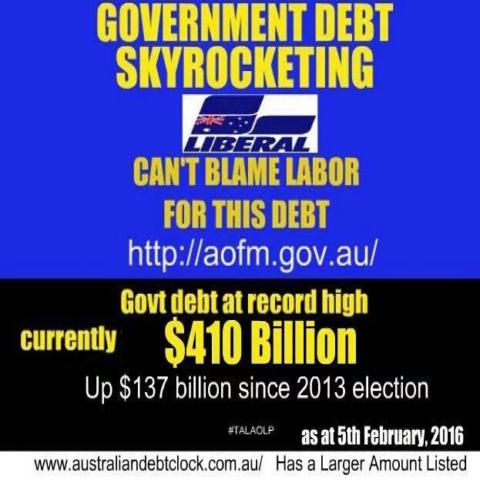 GOVERNMENT DEBT
SKYROCKETING
LIBERAL
CAN'T BLAME LABOR
FOR THIS DEBT
http://aofm.gov.au/
Govt debt at record high
currently $410 Billion
Up $137 billion since 2013 election
#TALAOLP as at 5th February, 2016
www.australiandebtclock.com.au/ Has a Larger Amount Listed